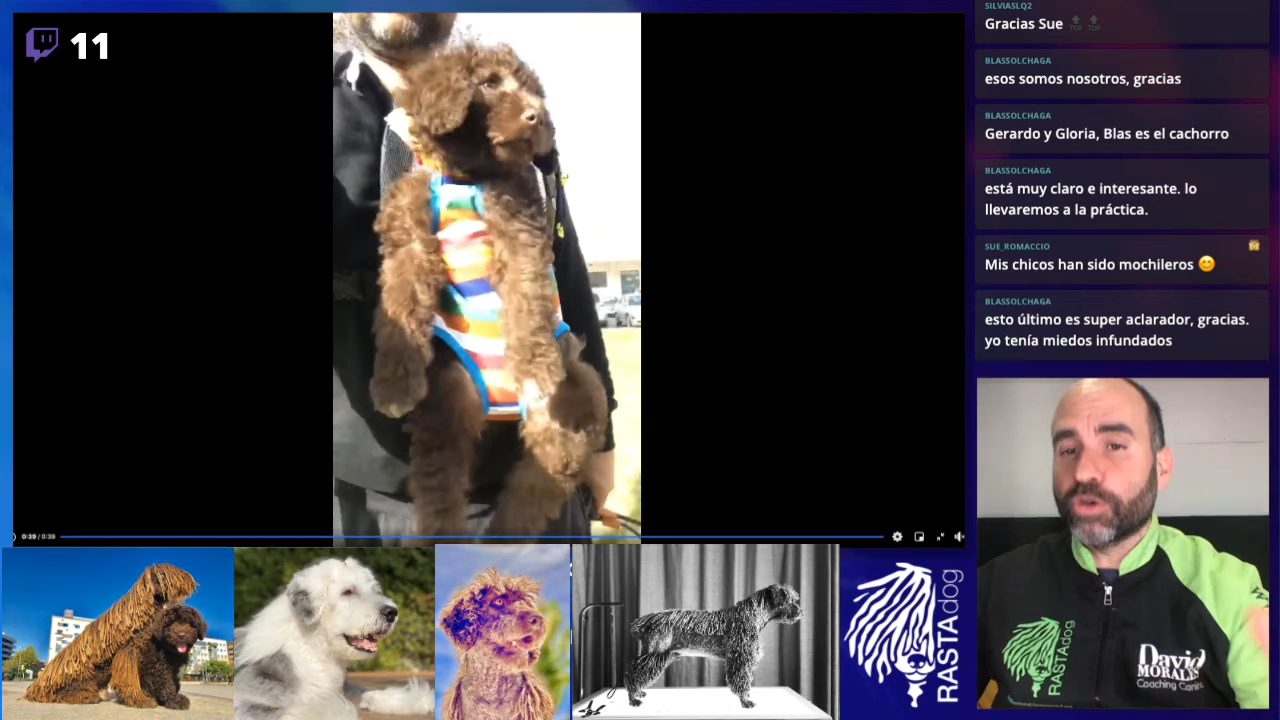 11
SILVIASLQ2
Gracias Sue
TOP TOP
BLASSOLCHAGA
esos somos nosotros, gracias
BLASSOLCHAGA
Gerardo y Gloria, Blas es el cachorro
BLASSOLCHAGA
está muy claro e interesante. lo
llevaremos a la práctica.
SUE_ROMACCIO
Mis chicos han sido mochileros 😊
BLASSOLCHAGA
esto último es super aclarador, gracias.
yo tenía miedos infundados
0:39 / 0:39
RASTAdog
RASTAdog
David
MORALES
Coaching Canino